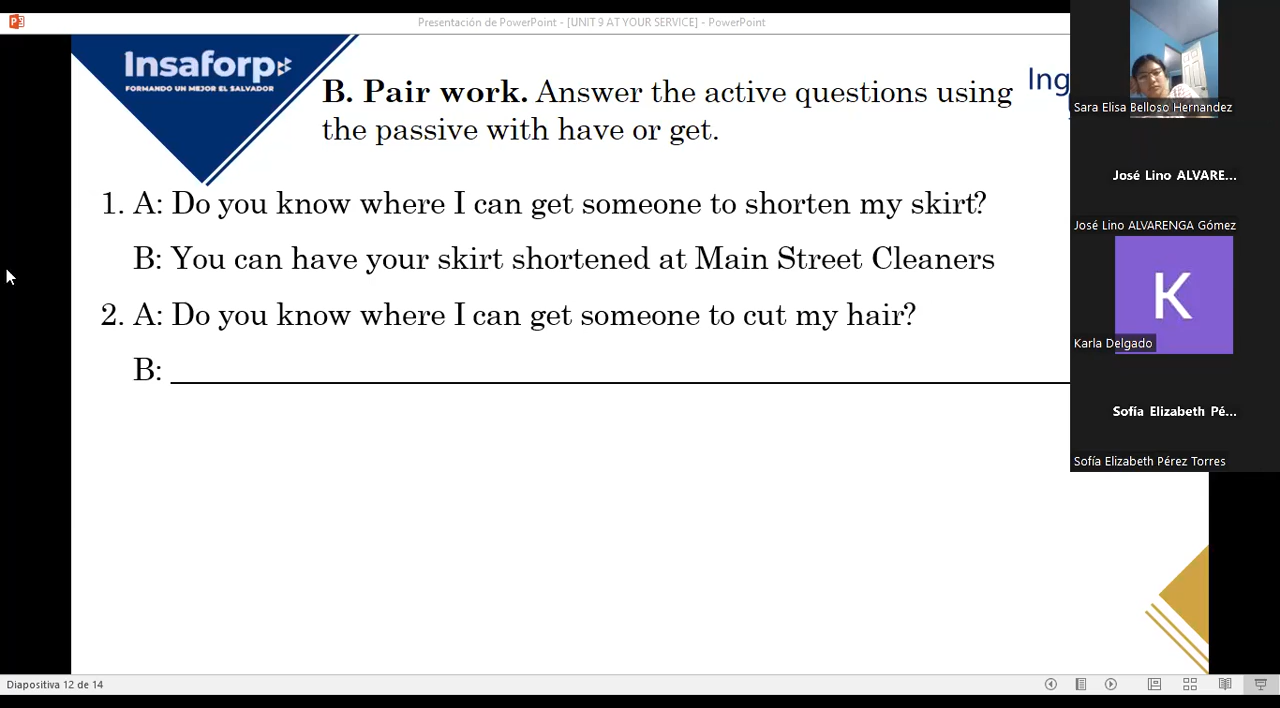 Presentación de PowerPoint - [UNIT 9 AT YOUR SERVICE] - PowerPoint
Insaforp
FORMANDO UN MEJOR EL SALVADOR
B. Pair work. Answer the active questions using
the passive with have or get.
Ing
1. A: Do you know where I can get someone to shorten my skirt?
B: You can have your skirt shortened at Main Street Cleaners
2. A: Do you know where I can get someone to cut my hair?
B:
Sara Elisa Belloso Hernandez
José Lino ALVARE...
José Lino ALVARENGA Gómez
K
Karla Delgado
Sofía Elizabeth Pé...
Sofía Elizabeth Pérez Torres
Diapositiva 12 de 14